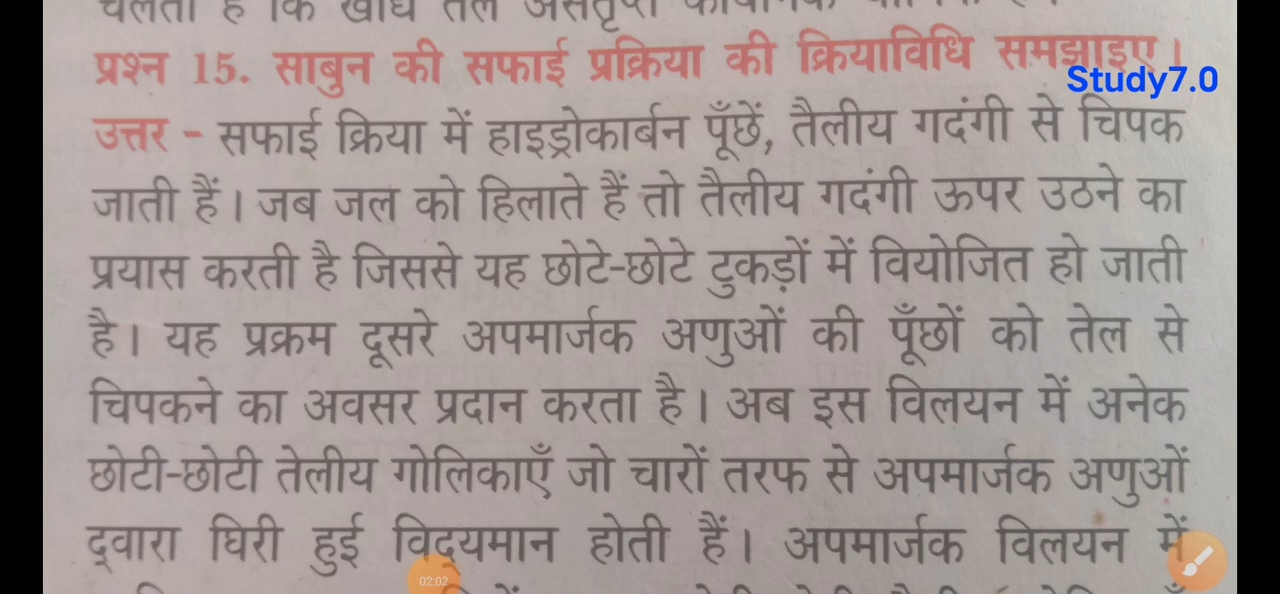 प्रश्न 15. साबुन की सफाई प्रक्रिया की क्रियाविधि समझाइए।
Study7.0
उत्तर - सफाई क्रिया में हाइड्रोकार्बन पूँछें, तैलीय गदंगी से चिपक
जाती हैं। जब जल को हिलाते हैं तो तैलीय गदंगी ऊपर उठने का
प्रयास करती है जिससे यह छोटे-छोटे टुकड़ों में वियोजित हो जाती
है। यह प्रक्रम दूसरे अपमार्जक अणुओं की पूँछों को तेल से
चिपकने का अवसर प्रदान करता है। अब इस विलयन में अनेक
छोटी-छोटी तेलीय गोलिकाएँ जो चारों तरफ से अपमार्जक अणुओं
द्वारा घिरी हुई विद्यमान होती हैं। अपमार्जक विलयन में
02:02